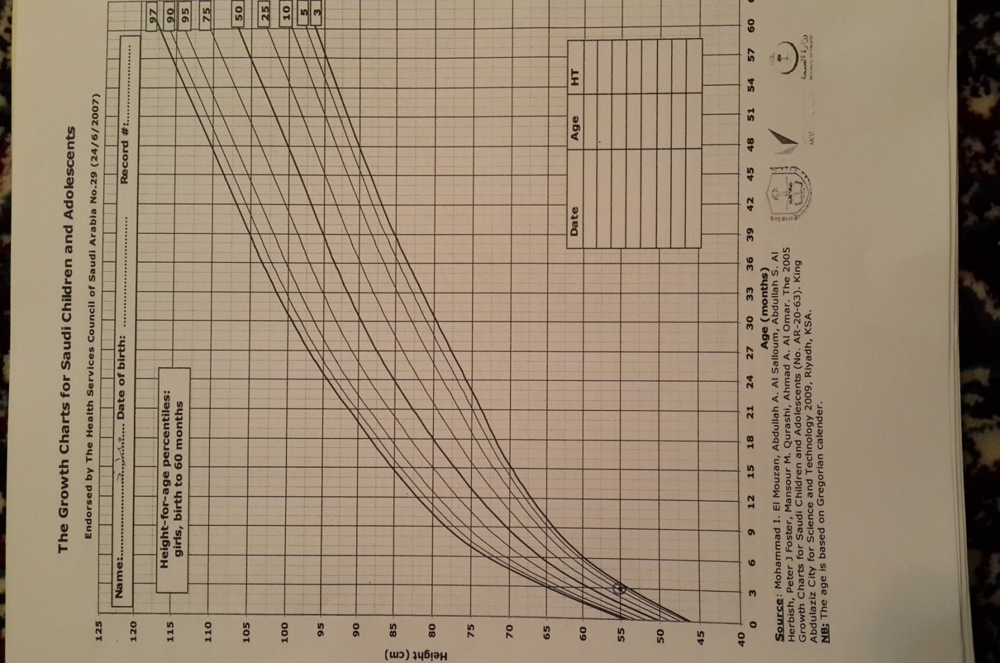 The Growth Charts for Saudi Children and Adolescents
Endorsed by The Health Services Council of Saudi Arabia No.29 (24/6/2007)
Name: Date of birth: Record #:
Height-for-age percentiles:
girls, birth to 60 months
97
90
95
75
50
25
10
5
3
Height (cm)
125
120
115
110
105
100
95
90
85
80
75
70
65
60
55
50
45
40
Date Age HT
0 3 6 9 12 15 18 21 24 27 30 33 36 39 42 45 48 51 54 57 60
Age (months)
Source: Mohammad I. El Mouzan, Abdullah A. Al Salloum, Abdullah S. Al
Herbish, Peter J Foster, Mansour M. Qurashi, Ahmad A. Al Omar. The 2005
Growth Charts for Saudi Children and Adolescents (No. AR-20-63). King
Abdulaziz City for Science and Technology 2009, Riyadh, KSA.
NB: The age is based on Gregorian calender.